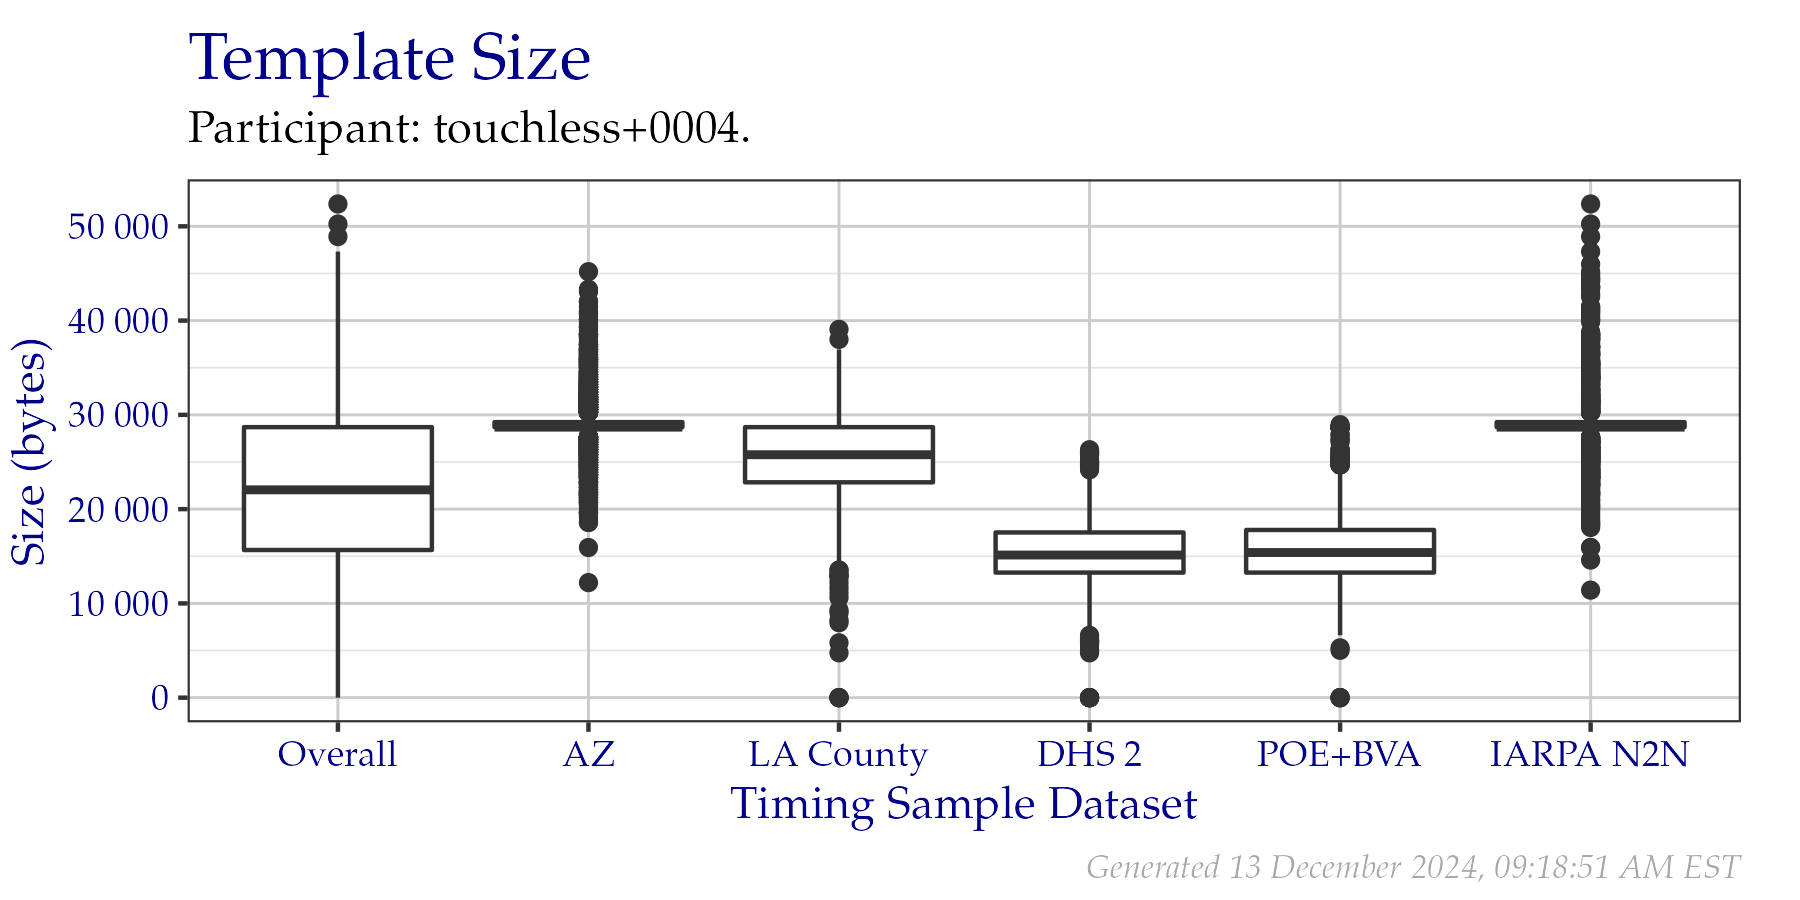 Template Size
Participant: touchless+0004.
Size (bytes)
50 000
40 000
30 000
20 000
10 000
0
Overall AZ LA County DHS 2 POE+BVA IARPA N2N
Timing Sample Dataset
Generated 13 December 2024, 09:18:51 AM EST